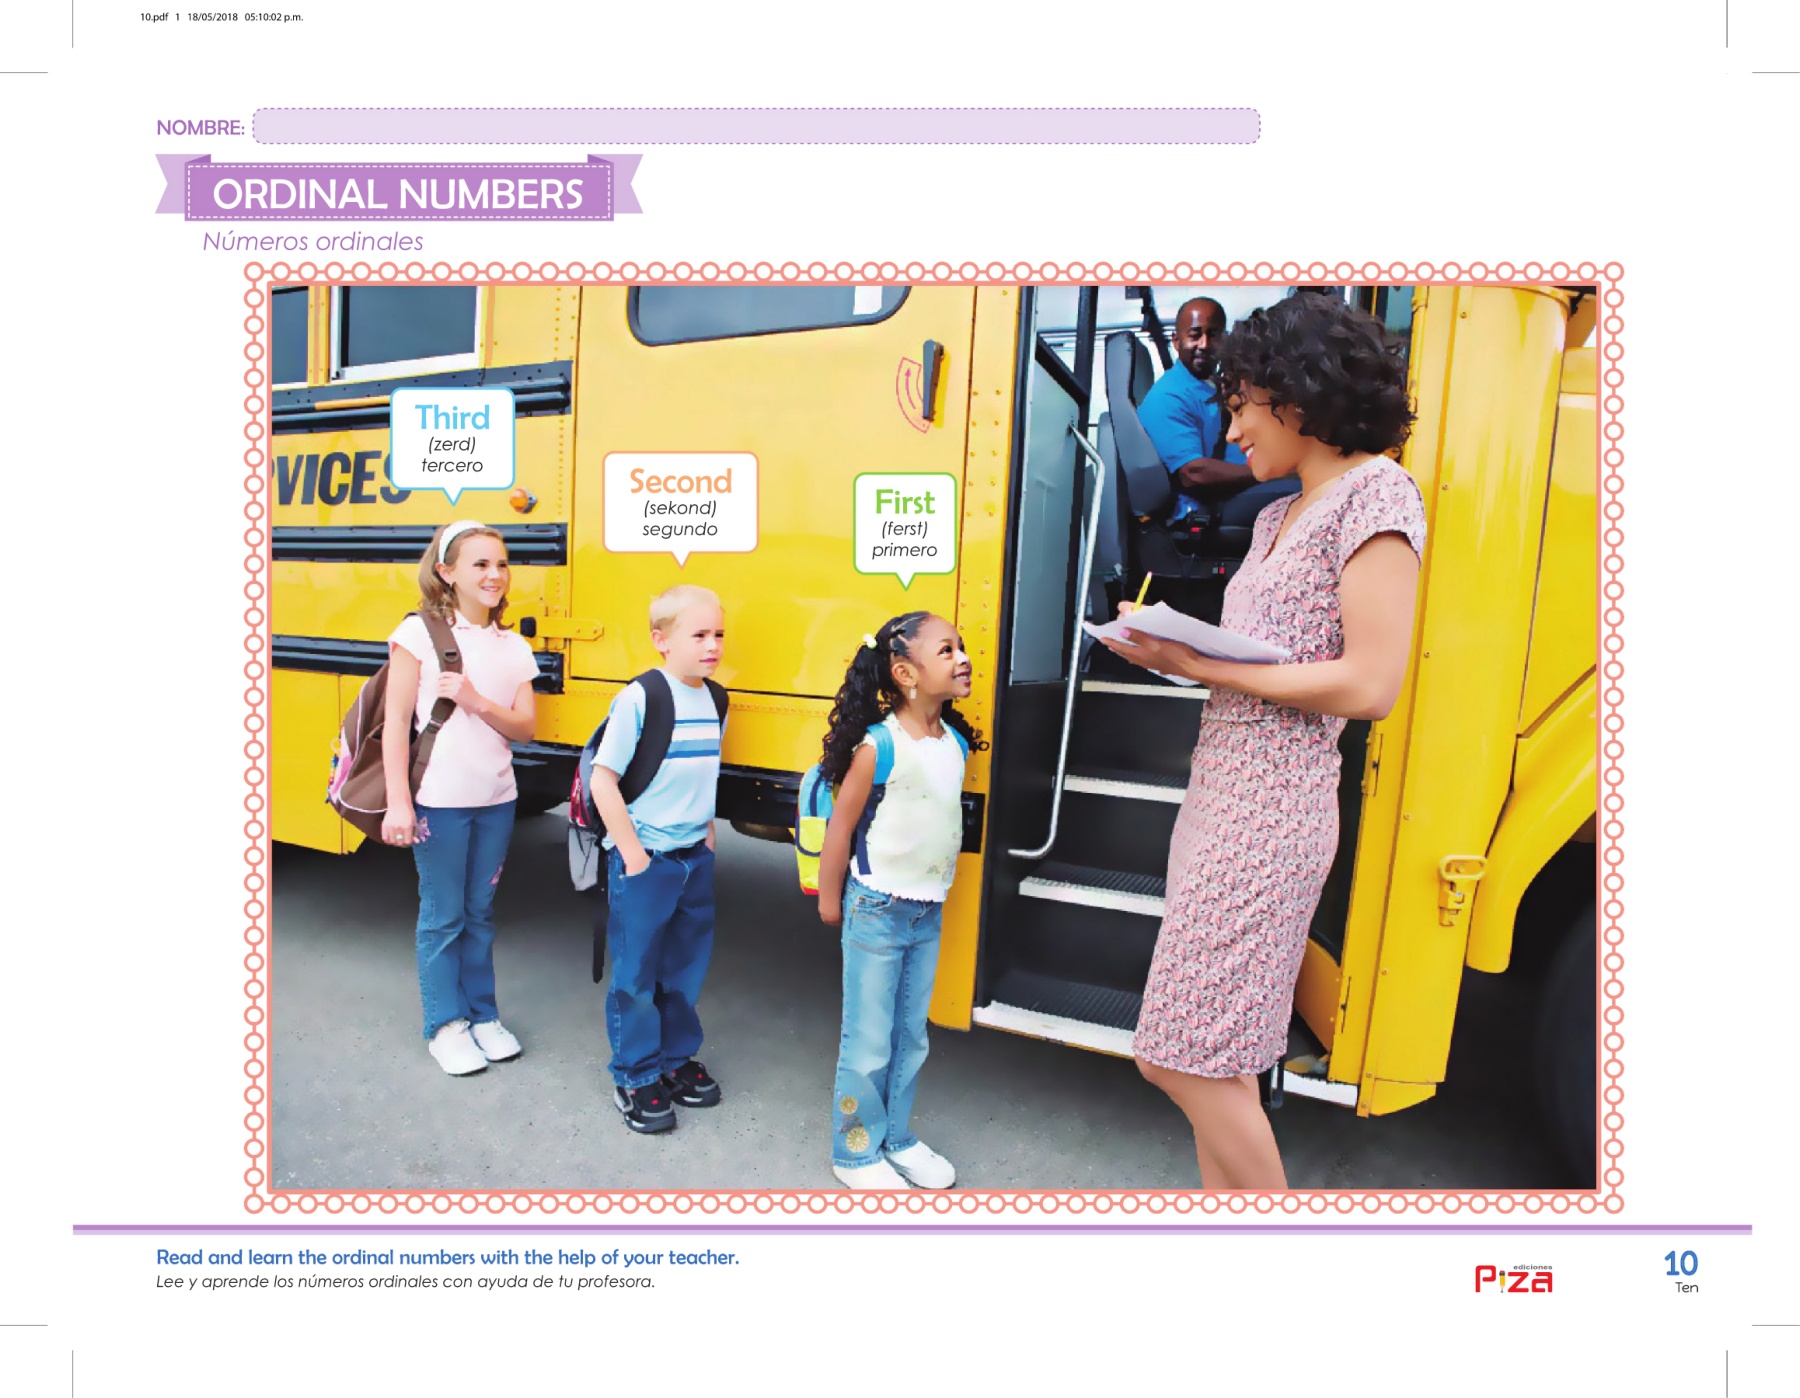 10.pdf 1 18/05/2018 05:10:02 p.m.
NOMBRE:
ORDINAL NUMBERS
Números ordinales
Third
(zerd)
tercero
Second
(sekond)
segundo
First
(ferst)
primero
VICES
Read and learn the ordinal numbers with the help of your teacher.
Lee y aprende los números ordinales con ayuda de tu profesora.
ediciones
Piza
10
Ten